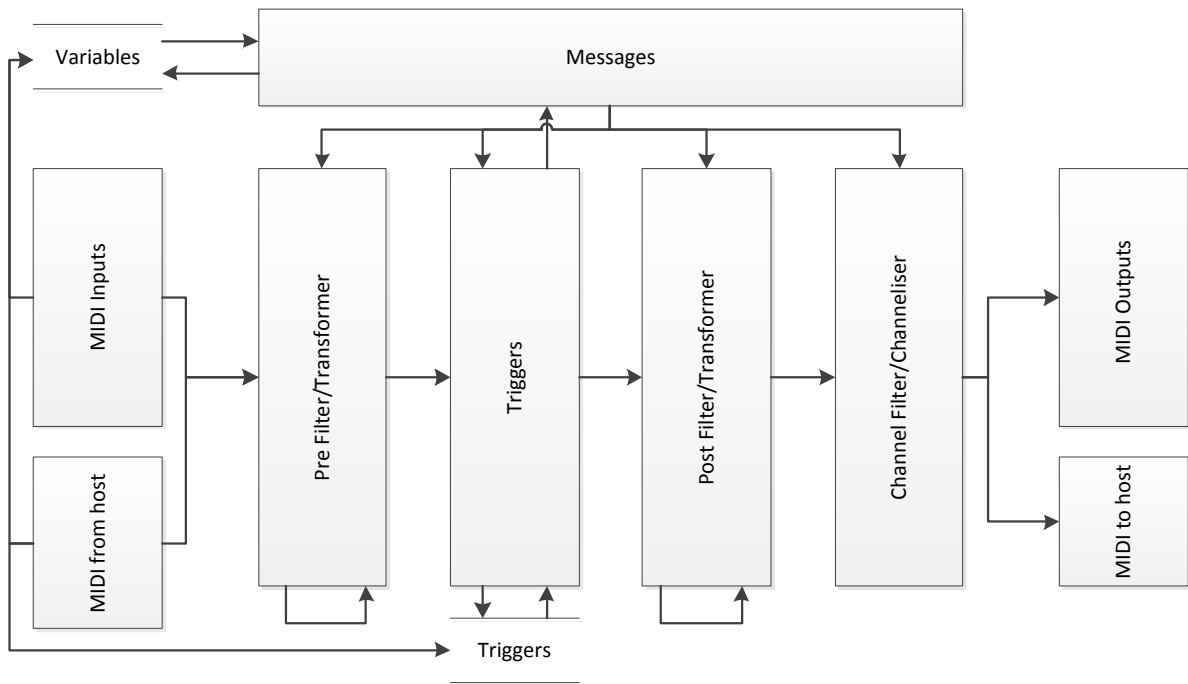 Variables
Messages
MIDI Inputs
MIDI from host
Pre Filter/Transformer
Triggers
Post Filter/Transformer
Channel Filter/Channeliser
MIDI Outputs
MIDI to host
Triggers